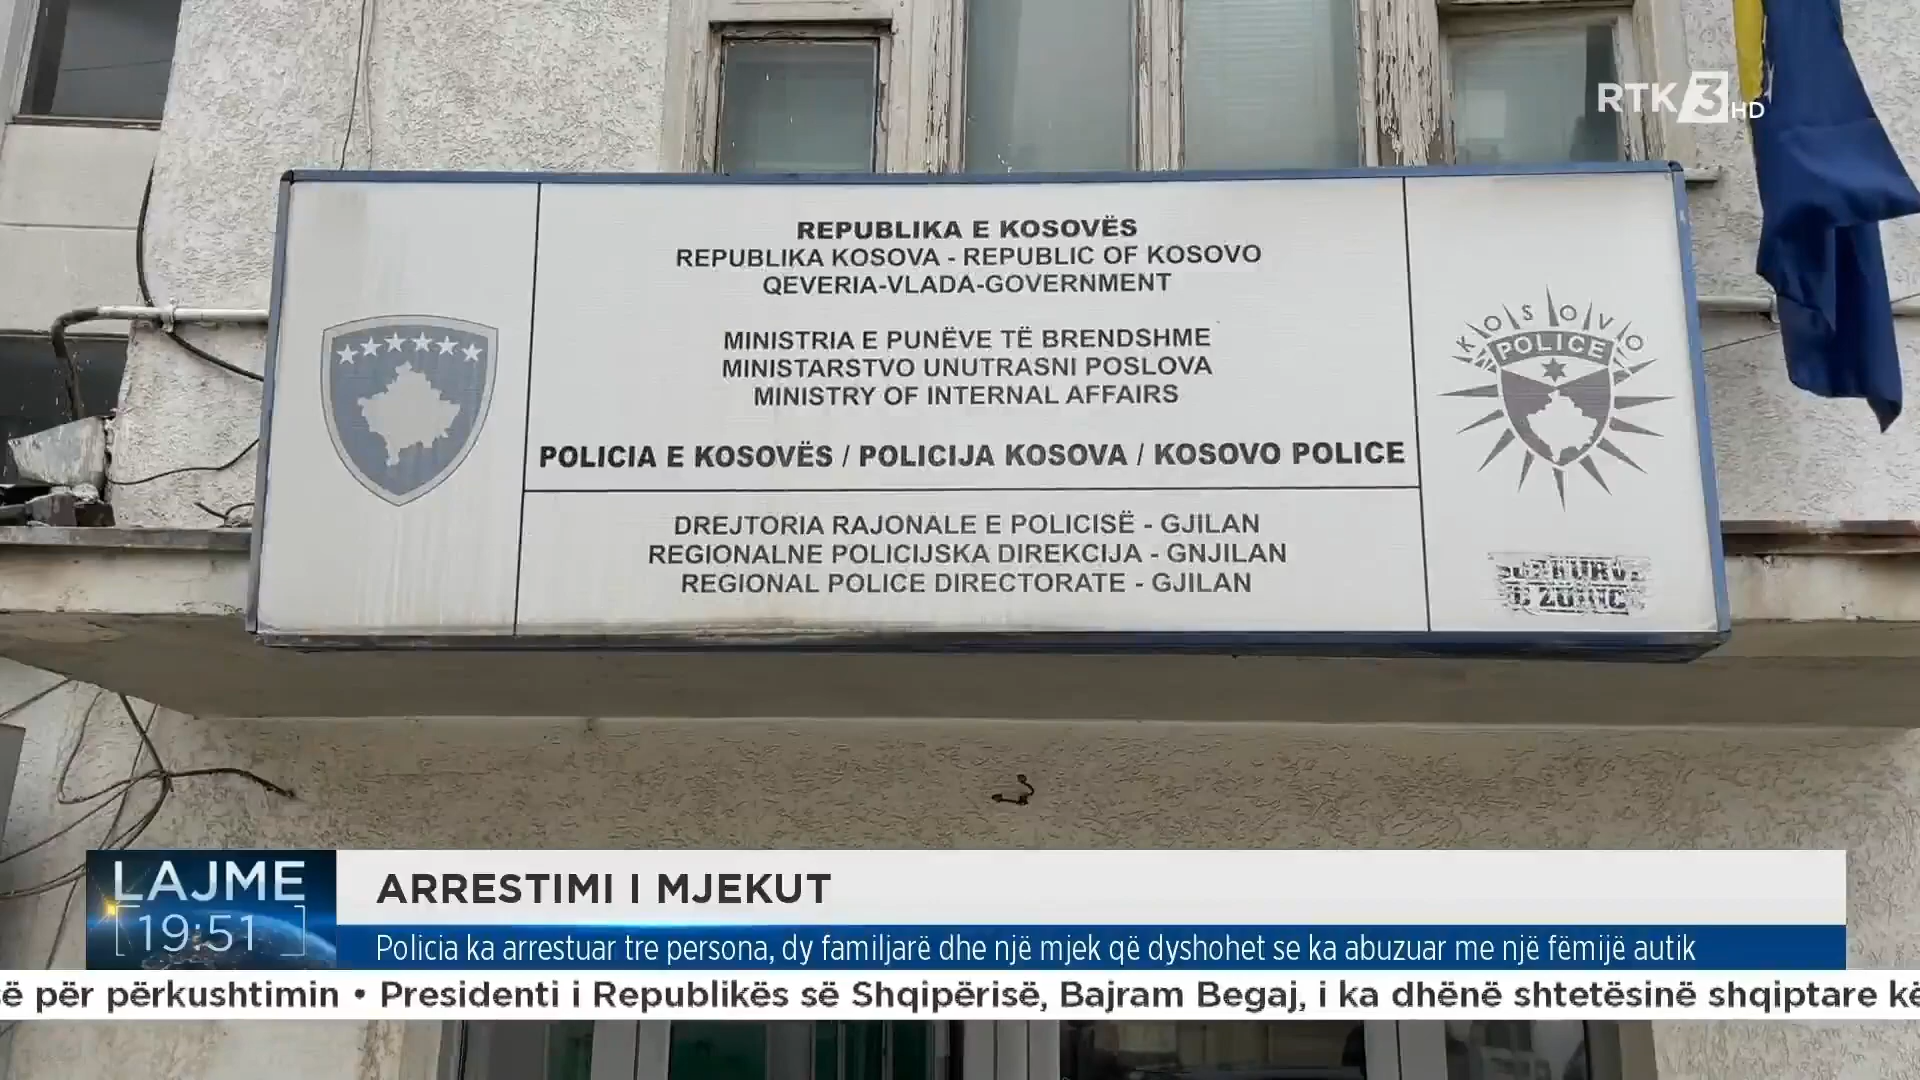 RTK 3 HD
REPUBLIKA E KOSOVËS
REPUBLIKA KOSOVA - REPUBLIC OF KOSOVO
QEVERIA-VLADA-GOVERNMENT
MINISTRIA E PUNËVE TË BRENDSHME
MINISTARSTVO UNUTRASNI POSLOVA
MINISTRY OF INTERNAL AFFAIRS
POLICIA E KOSOVËS / POLICIJA KOSOVA / KOSOVO POLICE
DREJTORIA RAJONALE E POLICISË - GJILAN
REGIONALNE POLICIJSKA DIREKCIJA - GNJILAN
REGIONAL POLICE DIRECTORATE - GJILAN
KOSOVO
POLICE
LAJME
19:51
ARRESTIMI I MJEKUT
Policia ka arrestuar tre persona, dy familjarë dhe një mjek që dyshohet se ka abuzuar me një fëmijë autik
për përkushtimin • Presidenti i Republikës së Shqipërisë, Bajram Begaj, i ka dhënë shtetësinë shqiptare